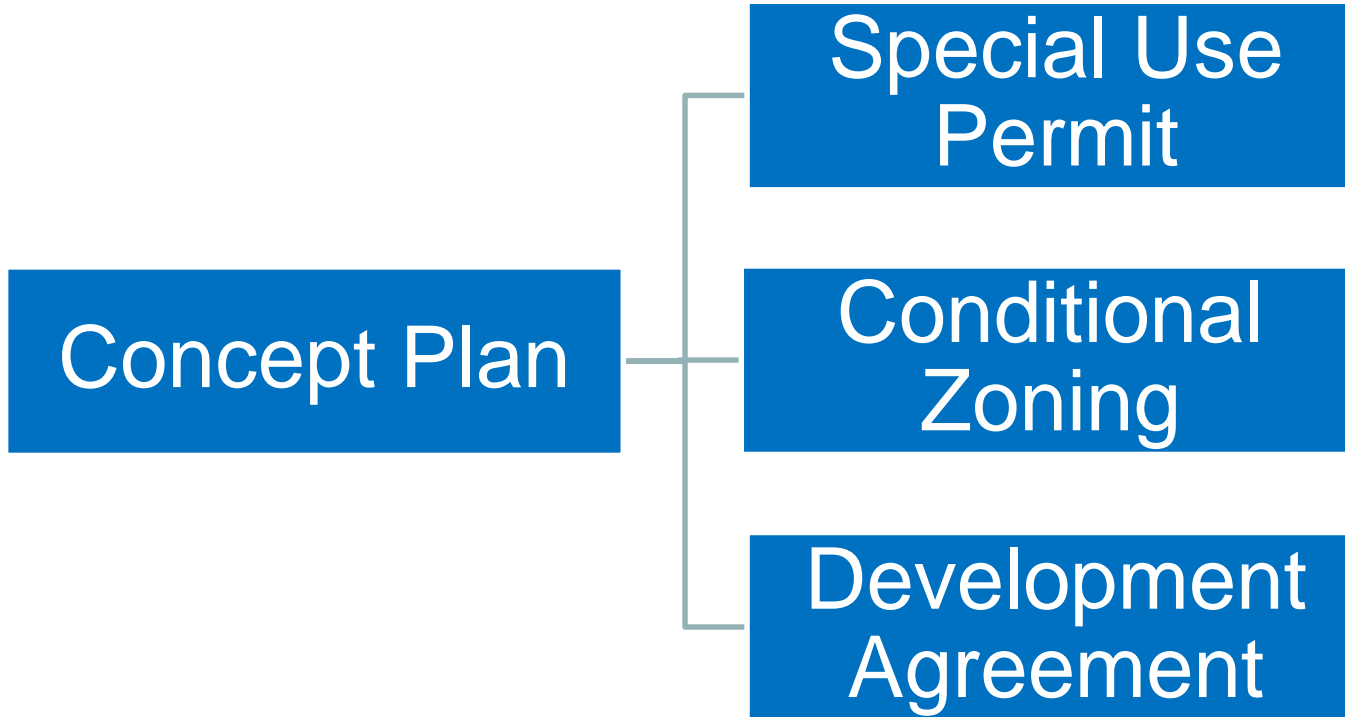 Special Use
Permit
Concept Plan
Conditional
Zoning
Development
Agreement